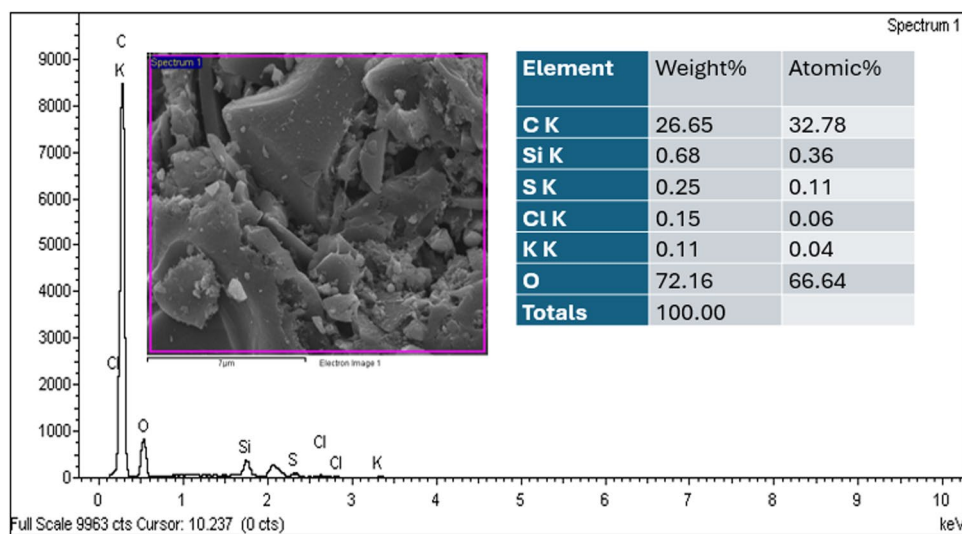 Spectrum 1
C
K
9000
8000
7000
6000
5000
4000
3000
2000
1000
0
Cl
O
Si
S
Cl
Cl
K
Spectrum 1
7µm
Electron Image 1
Element Weight% Atomic%
C K 26.65 32.78
Si K 0.68 0.36
S K 0.25 0.11
Cl K 0.15 0.06
K K 0.11 0.04
O 72.16 66.64
Totals 100.00
0 1 2 3 4 5 6 7 8 9 10
Full Scale 9963 cts Cursor: 10.237 (0 cts)
keV